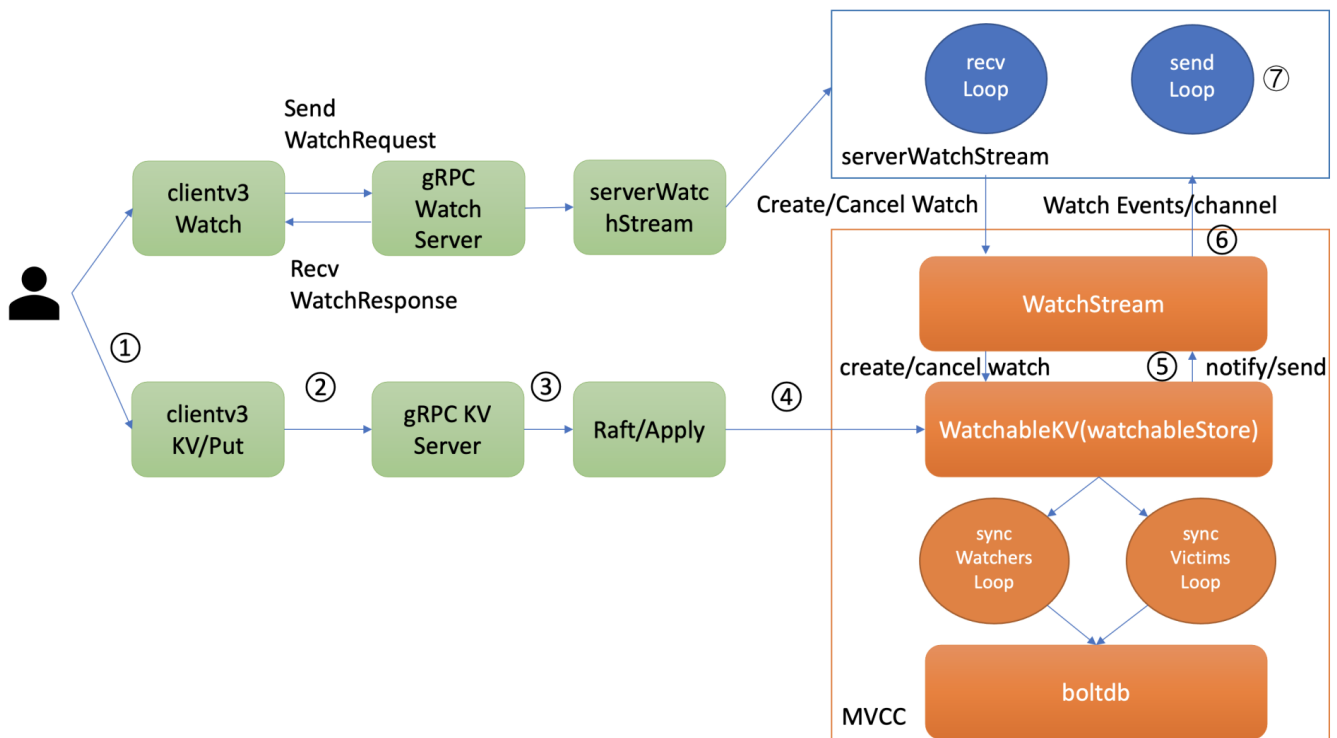 recv
Loop
send
Loop
⑦
serverWatchStream
Send
WatchRequest
clientv3
Watch
gRPC
Watch
Server
serverWatc
hStream
Recv
WatchResponse
Create/Cancel Watch
Watch Events/channel
⑥
WatchStream
①
②
③
④
create/cancel watch
⑤
notify/send
clientv3
KV/Put
gRPC KV
Server
Raft/Apply
WatchableKV(watchableStore)
sync
Watchers
Loop
sync
Victims
Loop
boltdb
MVCC